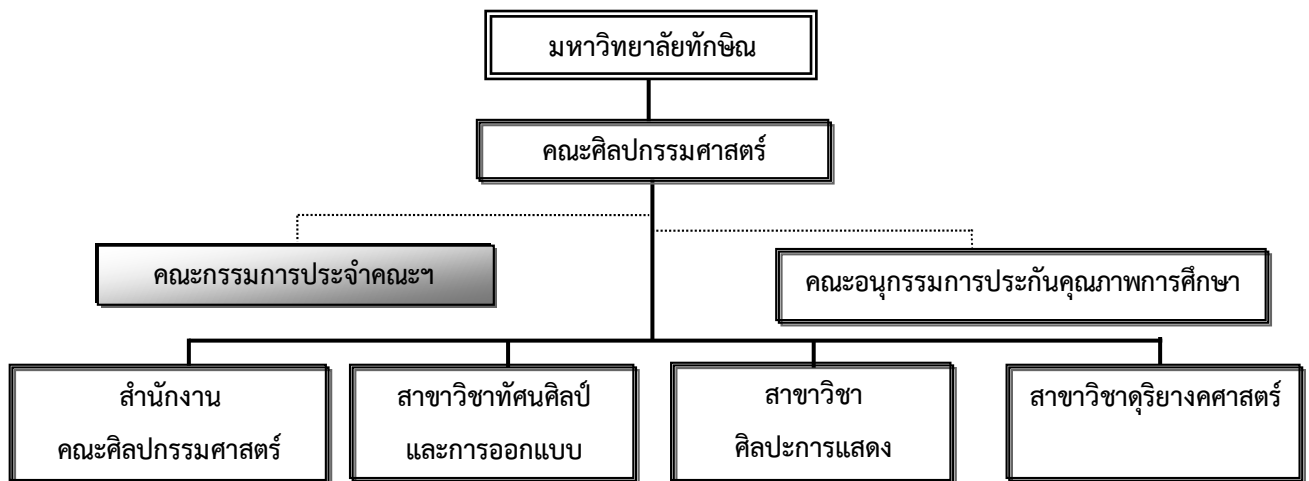 มหาวิทยาลัยทักษิณ
คณะศิลปกรรมศาสตร์
คณะกรรมการประจำคณะฯ
คณะอนุกรรมการประกันคุณภาพการศึกษา
สำนักงาน
คณะศิลปกรรมศาสตร์
สาขาวิชาทัศนศิลป์
และการออกแบบ
สาขาวิชา
ศิลปะการแสดง
สาขาวิชาดุริยางคศาสตร์